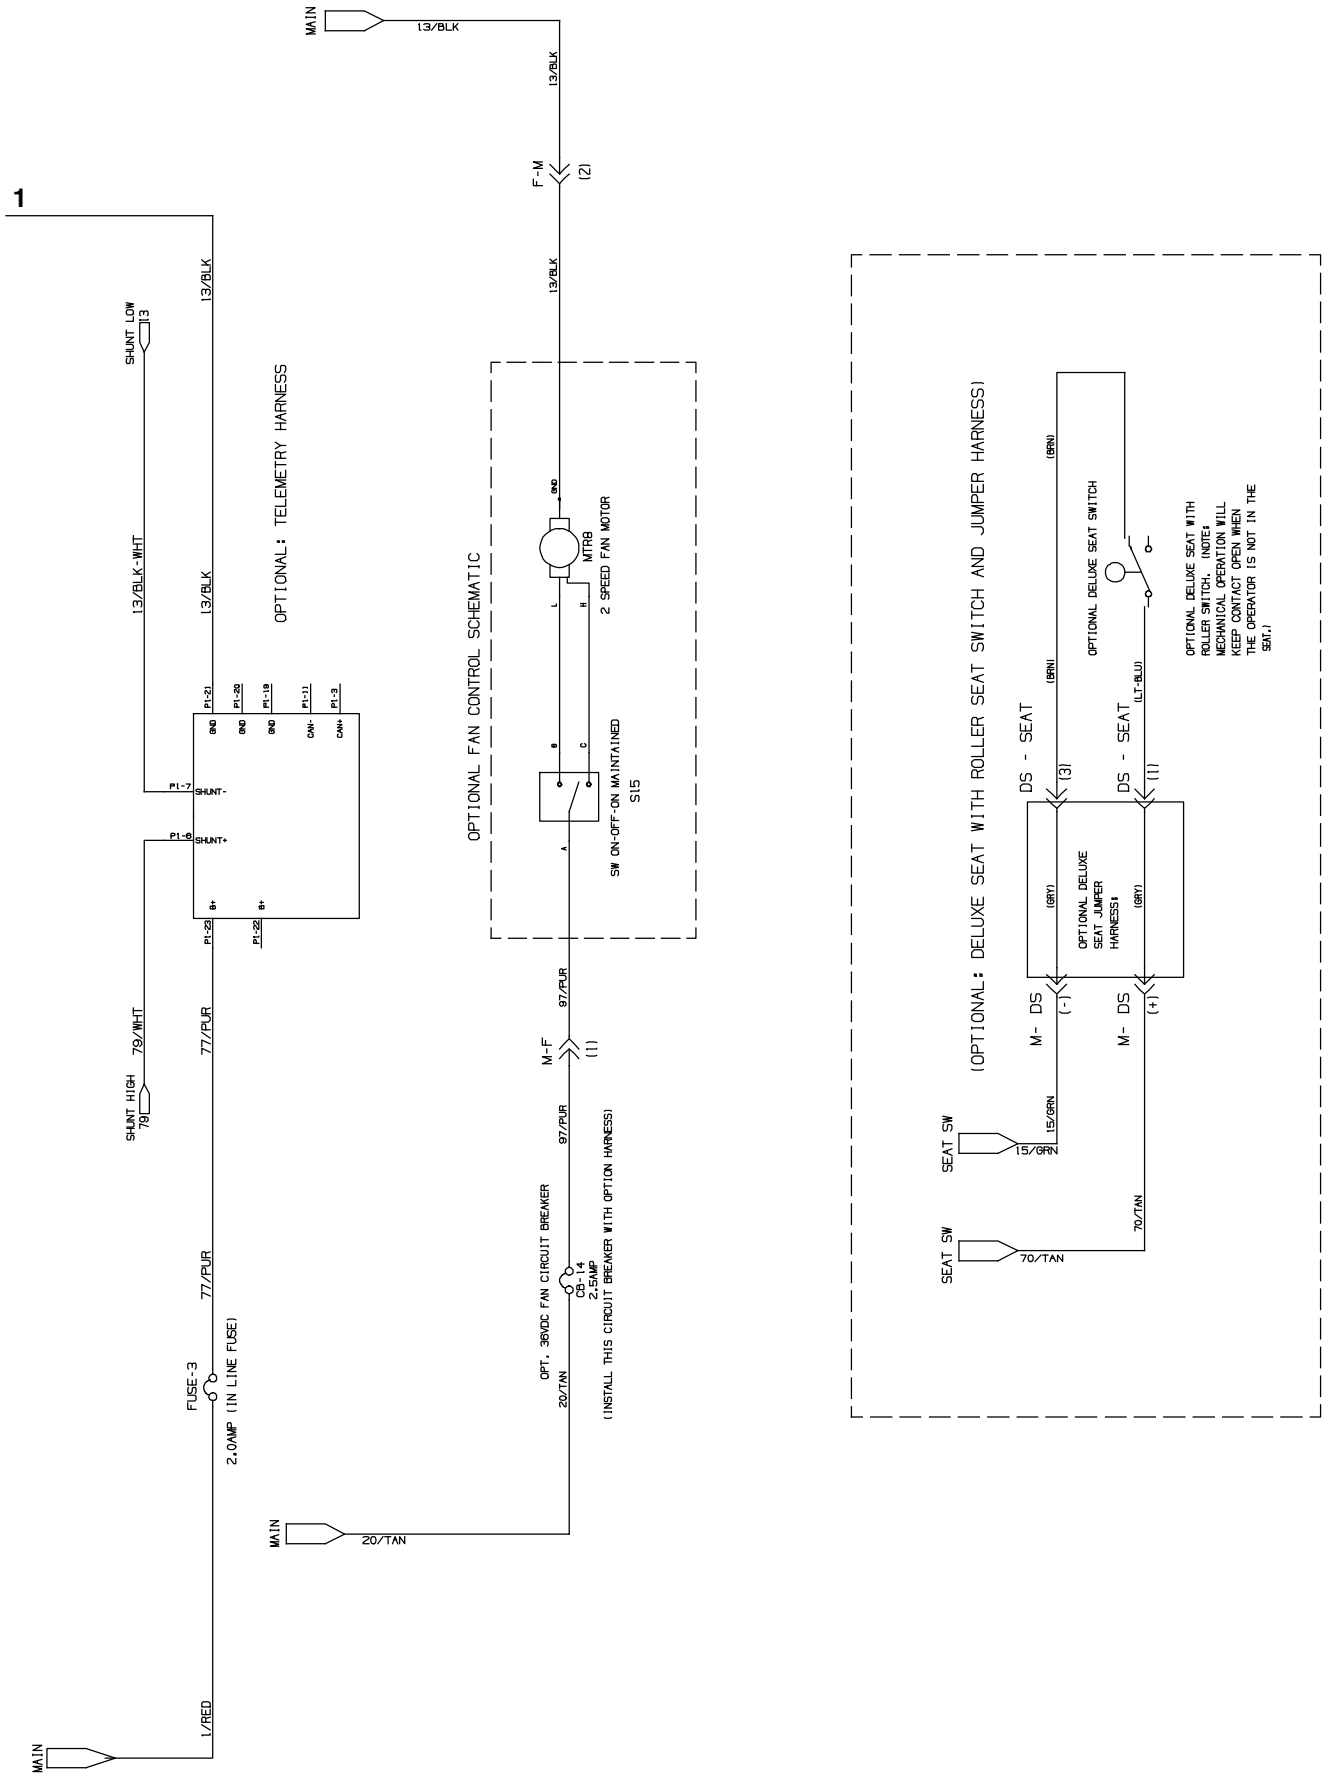 1
MAIN
1/RED
FUSE-3
2.0AMP (IN LINE FUSE)
77/PUR
77/PUR
SHUNT HIGH
79
79/WHT
P1-23
B+
P1-22
B+
P1-6
SHUNT+
P1-7
SHUNT-
P1-21
GND
P1-20
GND
P1-19
GND
P1-11
CAN-
P1-3
CAN+
13/BLK-WHT
SHUNT LOW
13
13/BLK
13/BLK
OPTIONAL: TELEMETRY HARNESS
MAIN
20/TAN
20/TAN
OPT. 36VDC FAN CIRCUIT BREAKER
CB-14
2.5AMP
(INSTALL THIS CIRCUIT BREAKER WITH OPTION HARNESS)
97/PUR
M-F
(1)
97/PUR
OPTIONAL FAN CONTROL SCHEMATIC
A
B
C
SW ON-OFF-ON MAINTAINED
S15
L
H
MTR8
2 SPEED FAN MOTOR
GND
13/BLK
F-M
(2)
13/BLK
13/BLK
MAIN
(OPTIONAL: DELUXE SEAT WITH ROLLER SEAT SWITCH AND JUMPER HARNESS)
SEAT SW
15/GRN
15/GRN
SEAT SW
70/TAN
70/TAN
M- DS
(-)
M- DS
(+)
(GRY)
OPTIONAL DELUXE
SEAT JUMPER
HARNESS:
(GRY)
DS - SEAT
(3)
DS - SEAT
(1)
(BRN)
(BRN)
(LT-BLU)
OPTIONAL DELUXE SEAT SWITCH
OPTIONAL DELUXE SEAT WITH
ROLLER SWITCH. (NOTE:
MECHANICAL OPERATION WILL
KEEP CONTACT OPEN WHEN
THE OPERATOR IS NOT IN THE
SEAT.)